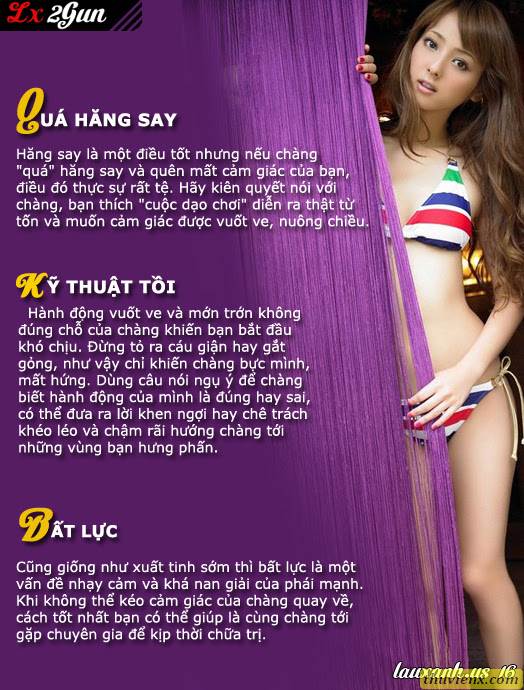 Lx 2Gun
QUÁ HĂNG SAY
Hăng say là một điều tốt nhưng nếu chàng
"quá" hăng say và quên mất cảm giác của bạn,
điều đó thực sự rất tệ. Hãy kiên quyết nói với
chàng, bạn thích "cuộc dạo chơi" diễn ra thật từ
tốn và muốn cảm giác được vuốt ve, nuông chiều.
KỸ THUẬT TỒI
Hành động vuốt ve và mớn trớn không
đúng chỗ của chàng khiến bạn bắt đầu
khó chịu. Đừng tỏ ra cáu giận hay gắt
gỏng, như vậy chỉ khiến chàng bực mình,
mất hứng. Dùng câu nói ngụ ý để chàng
biết hành động của mình là đúng hay sai,
có thể đưa ra lời khen ngợi hay chê trách
khéo léo và chậm rãi hướng chàng tới
những vùng bạn hưng phấn.
BẤT LỰC
Cũng giống như xuất tinh sớm thì bất lực là một
vấn đề nhạy cảm và khá nan giải của phái mạnh.
Khi không thể kéo cảm giác của chàng quay về,
cách tốt nhất bạn có thể giúp là cùng chàng tới
gặp chuyên gia để kịp thời chữa trị.
lauxanh.us 16
thuvienx.com